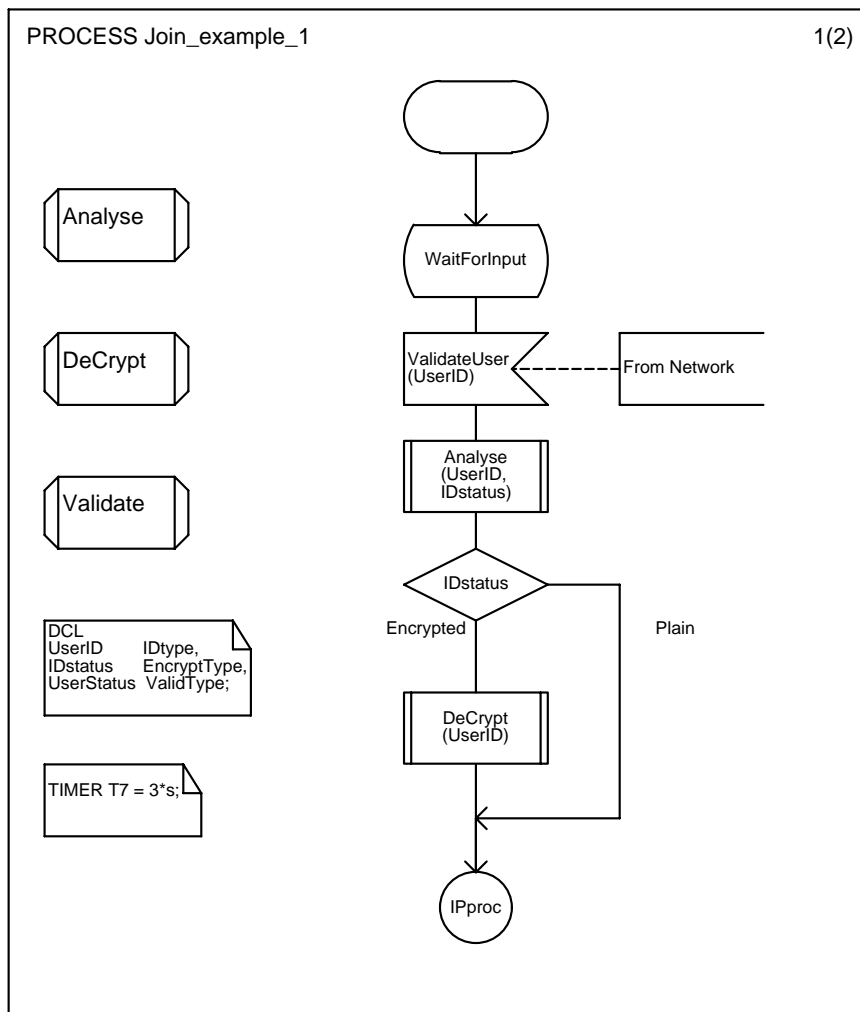 PROCESS Join_example_1
1(2)
Analyse
DeCrypt
Validate
DCL
UserID IDtype,
IDstatus EncryptType,
UserStatus ValidType;
TIMER T7 = 3*s;
WaitForInput
ValidateUser
(UserID)
From Network
Analyse
(UserID,
IDstatus)
IDstatus
Encrypted
Plain
DeCrypt
(UserID)
IPproc